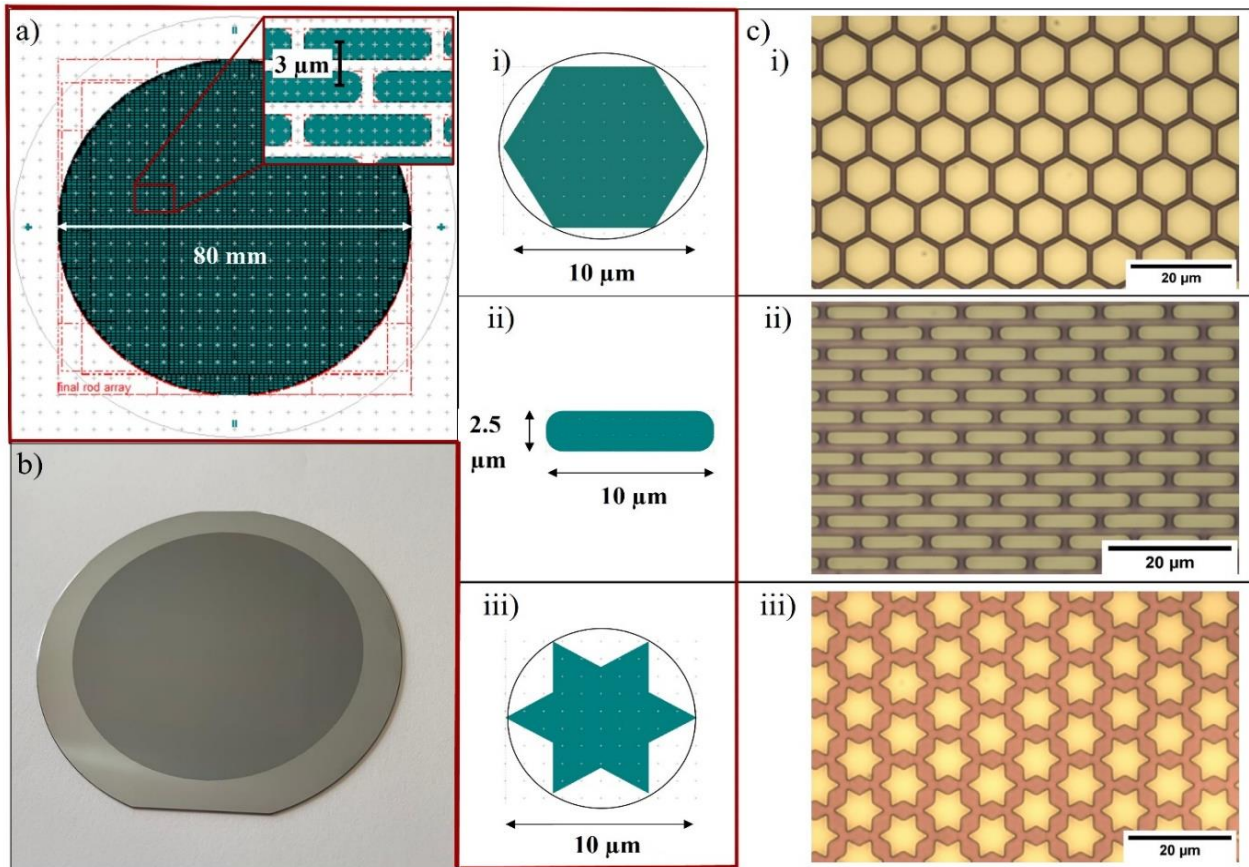 a)
3 µm
80 mm
final rod array
b)
i)
10 µm
ii)
2.5
µm
10 µm
iii)
10 µm
c)
i)
20 µm
ii)
20 µm
iii)
20 µm